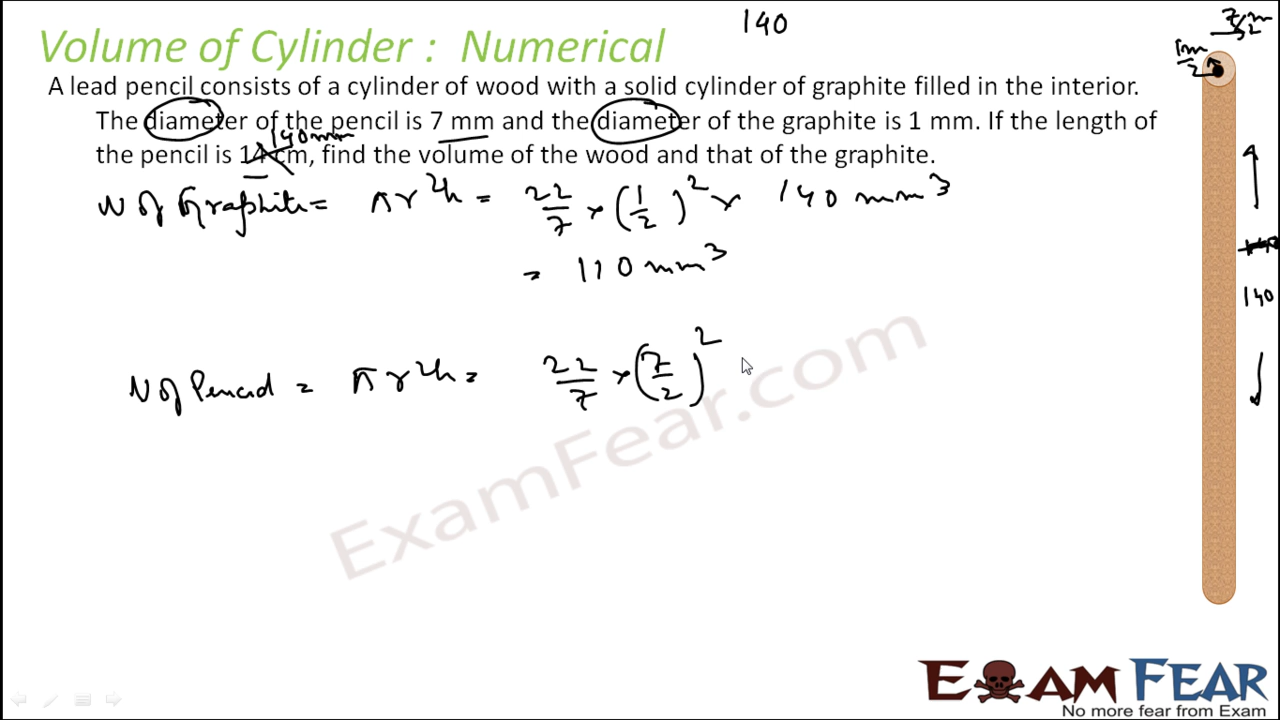 140
Volume of Cylinder : Numerical
A lead pencil consists of a cylinder of wood with a solid cylinder of graphite filled in the interior.
The diameter of the pencil is 7 mm and the diameter of the graphite is 1 mm. If the length of
140mm
the pencil is 14 cm, find the volume of the wood and that of the graphite.
V of Graphite = πr²h = 22/7 × (1/2)² × 140 mm³
= 110 mm³
V of Pencil = πr²h = 22/7 × (7/2)²
7/2 m
1m/2
140
ExamFear.com
EXAM FEAR
No more fear from Exam